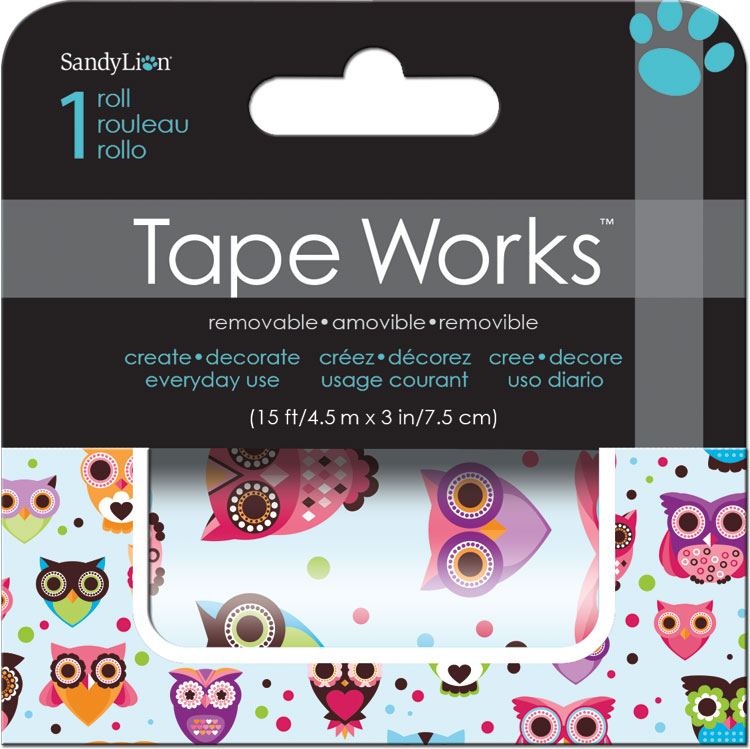 SandyLion®
1 roll
rouleau
rollo
Tape Works™
removable•amovible•removible
create•decorate créez•décorez cree•decore
everyday use usage courant uso diario
(15 ft/4.5 m x 3 in/7.5 cm)